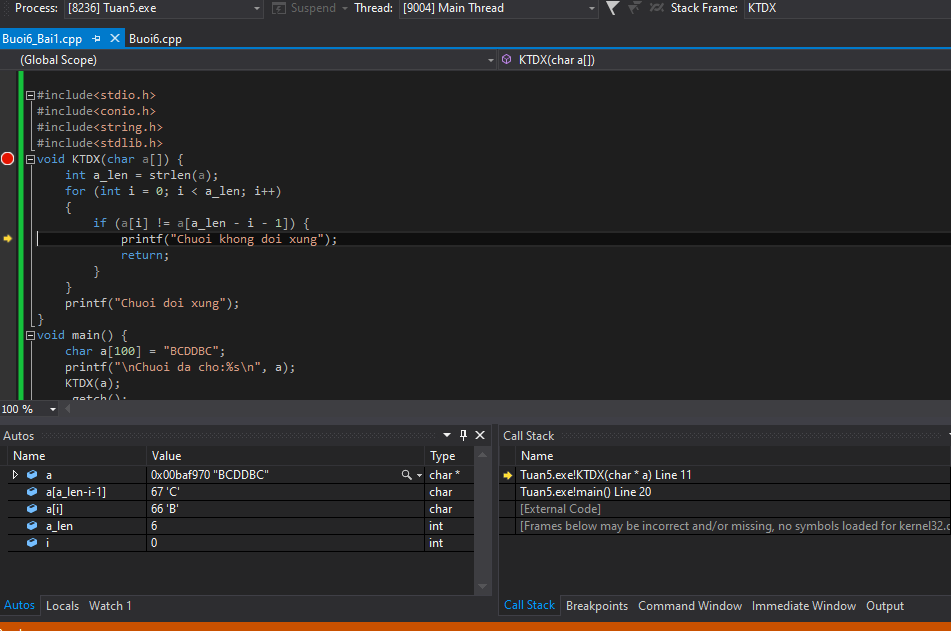 Process: [8236] Tuan5.exe Suspend Thread: [9004] Main Thread Stack Frame: KTDX
Buoi6_Bai1.cpp Buoi6.cpp
(Global Scope) KTDX(char a[])
#include<stdio.h>
#include<conio.h>
#include<string.h>
#include<stdlib.h>
void KTDX(char a[]) {
int a_len = strlen(a);
for (int i = 0; i < a_len; i++)
{
if (a[i] != a[a_len - i - 1]) {
printf("Chuoi khong doi xung");
return;
}
}
printf("Chuoi doi xung");
}
void main() {
char a[100] = "BCDDBC";
printf("\nChuoi da cho:%s\n", a);
KTDX(a);
getch();
100 %
Autos
Name Value Type
a 0x00baf970 "BCDDBC" char *
a[a_len-i-1] 67 'C' char
a[i] 66 'B' char
a_len 6 int
i 0 int
Autos Locals Watch 1
Call Stack
Name
Tuan5.exe!KTDX(char * a) Line 11
Tuan5.exe!main() Line 20
[External Code]
[Frames below may be incorrect and/or missing, no symbols loaded for kernel32.
Call Stack Breakpoints Command Window Immediate Window Output